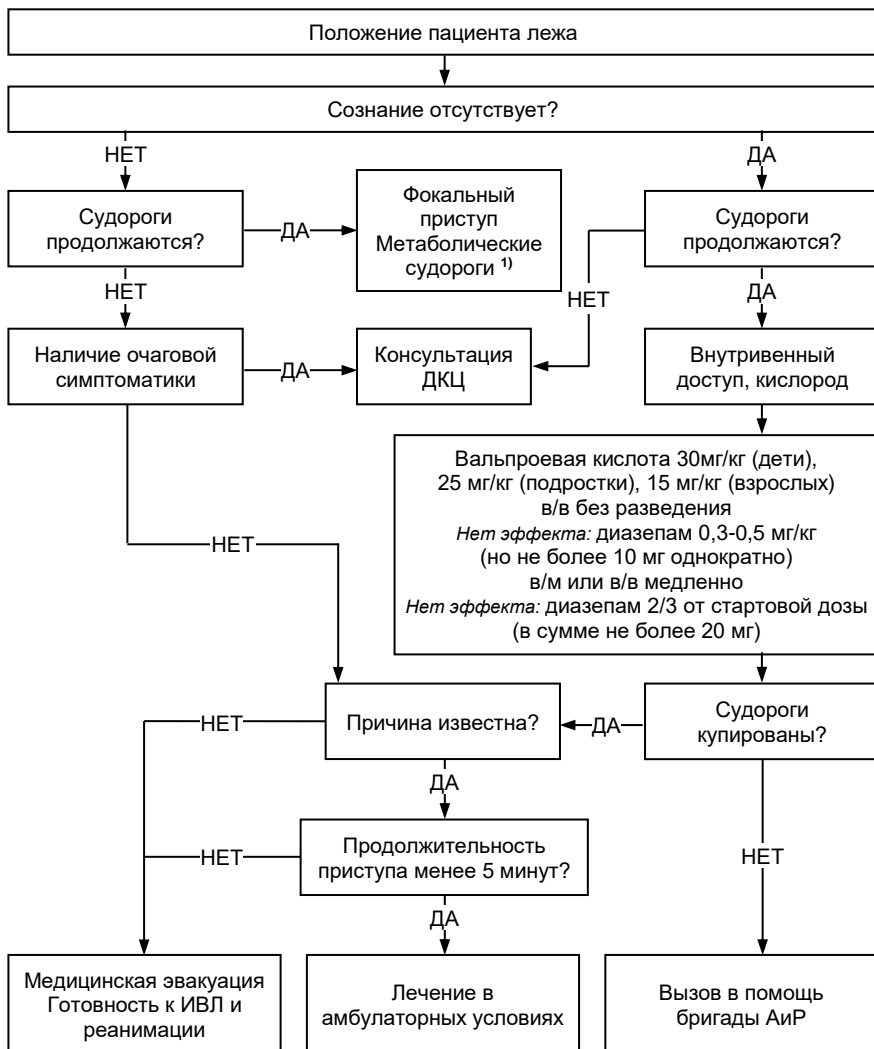 Положение пациента лежа
Сознание отсутствует?
НЕТ
ДА
Судороги
продолжаются?
ДА
Фокальный
приступ
Метаболические
судороги 1)
Судороги
продолжаются?
НЕТ
НЕТ
ДА
Наличие очаговой
симптоматики
ДА
Консультация
ДКЦ
Внутривенный
доступ, кислород
Вальпроевая кислота 30мг/кг (дети),
25 мг/кг (подростки), 15 мг/кг (взрослых)
в/в без разведения
Нет эффекта: диазепам 0,3-0,5 мг/кг
(но не более 10 мг однократно)
в/м или в/в медленно
Нет эффекта: диазепам 2/3 от стартовой дозы
(в сумме не более 20 мг)
НЕТ
НЕТ
Причина известна?
ДА
Судороги
купированы?
ДА
НЕТ
Продолжительность
приступа менее 5 минут?
НЕТ
ДА
Медицинская эвакуация
Готовность к ИВЛ и
реанимации
Лечение в
амбулаторных условиях
Вызов в помощь
бригады АиР